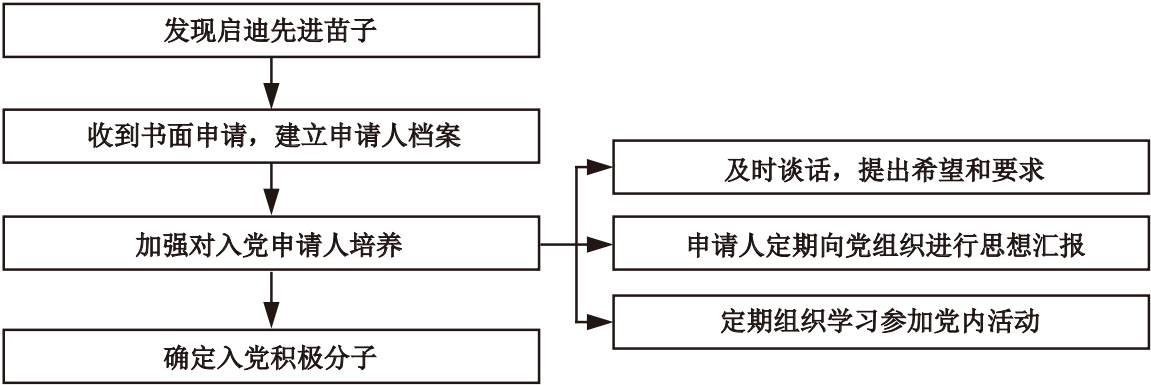 发现启迪先进苗子
收到书面申请，建立申请人档案
加强对入党申请人培养
确定入党积极分子
及时谈话，提出希望和要求
申请人定期向党组织进行思想汇报
定期组织学习参加党内活动